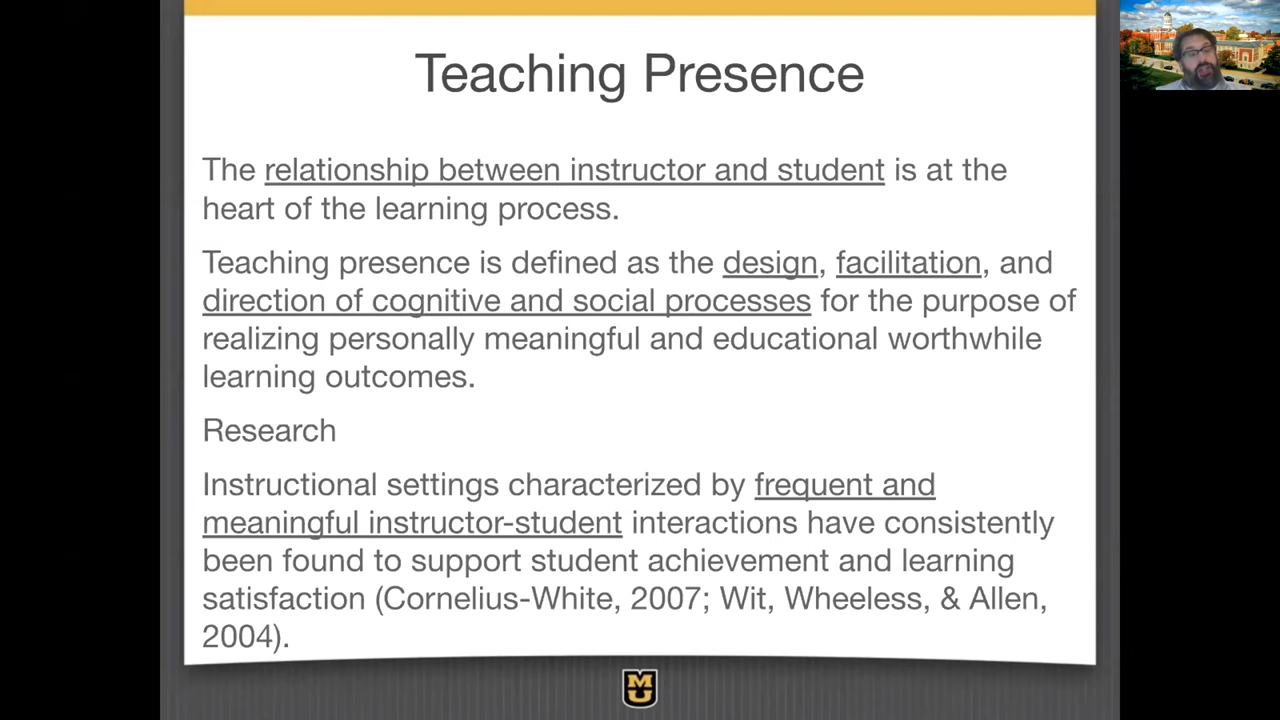 Teaching Presence
The relationship between instructor and student is at the
heart of the learning process.
Teaching presence is defined as the design, facilitation, and
direction of cognitive and social processes for the purpose of
realizing personally meaningful and educational worthwhile
learning outcomes.
Research
Instructional settings characterized by frequent and
meaningful instructor-student interactions have consistently
been found to support student achievement and learning
satisfaction (Cornelius-White, 2007; Wit, Wheeless, & Allen,
2004).
MU